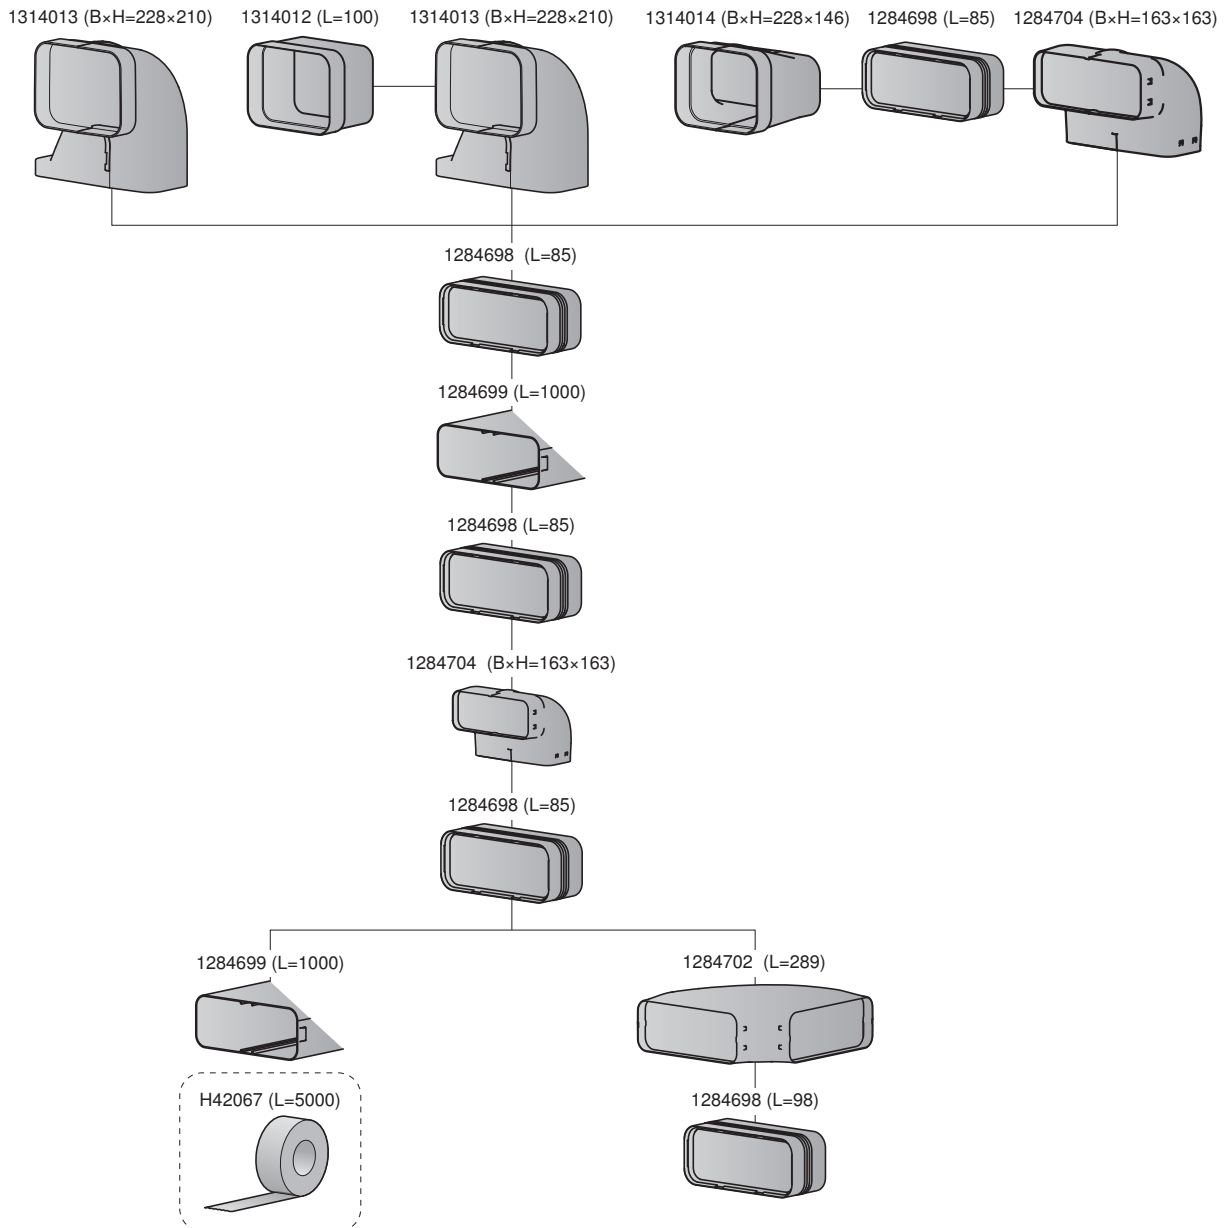 1314013 (B×H=228×210)
1314012 (L=100)
1314013 (B×H=228×210)
1314014 (B×H=228×146)
1284698 (L=85)
1284704 (B×H=163×163)
1284698 (L=85)
1284699 (L=1000)
1284698 (L=85)
1284704 (B×H=163×163)
1284698 (L=85)
1284699 (L=1000)
1284702 (L=289)
H42067 (L=5000)
1284698 (L=98)